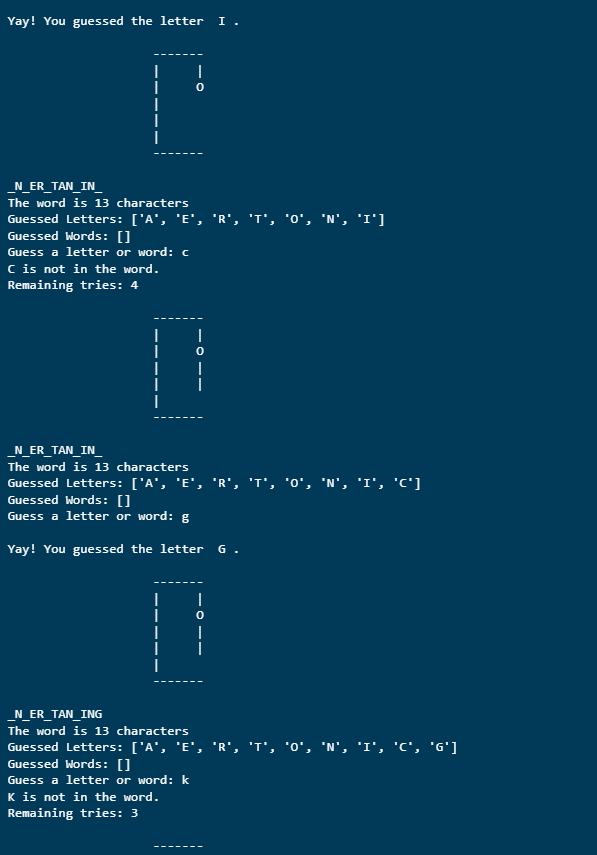 Yay! You guessed the letter  I .
                    -------
                    |     |
                    |     O
                    |
                    |
                    |
                    -------
_N_ER_TAN_IN_
The word is 13 characters
Guessed Letters: ['A', 'E', 'R', 'T', 'O', 'N', 'I']
Guessed Words: []
Guess a letter or word: c
C is not in the word.
Remaining tries: 4
                    -------
                    |     |
                    |     O
                    |     |
                    |     |
                    |
                    -------
_N_ER_TAN_IN_
The word is 13 characters
Guessed Letters: ['A', 'E', 'R', 'T', 'O', 'N', 'I', 'C']
Guessed Words: []
Guess a letter or word: g
Yay! You guessed the letter  G .
                    -------
                    |     |
                    |     O
                    |     |
                    |     |
                    |
                    -------
_N_ER_TAN_ING
The word is 13 characters
Guessed Letters: ['A', 'E', 'R', 'T', 'O', 'N', 'I', 'C', 'G']
Guessed Words: []
Guess a letter or word: k
K is not in the word.
Remaining tries: 3
                    -------